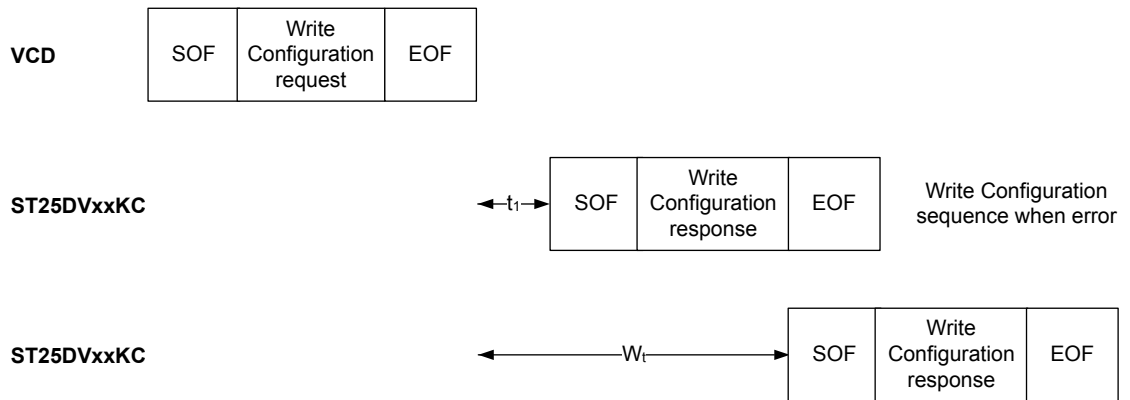 VCD
SOF
Write
Configuration
request
EOF
ST25DVxxKC
t1
SOF
Write
Configuration
response
EOF
Write Configuration
sequence when error
ST25DVxxKC
Wt
SOF
Write
Configuration
response
EOF